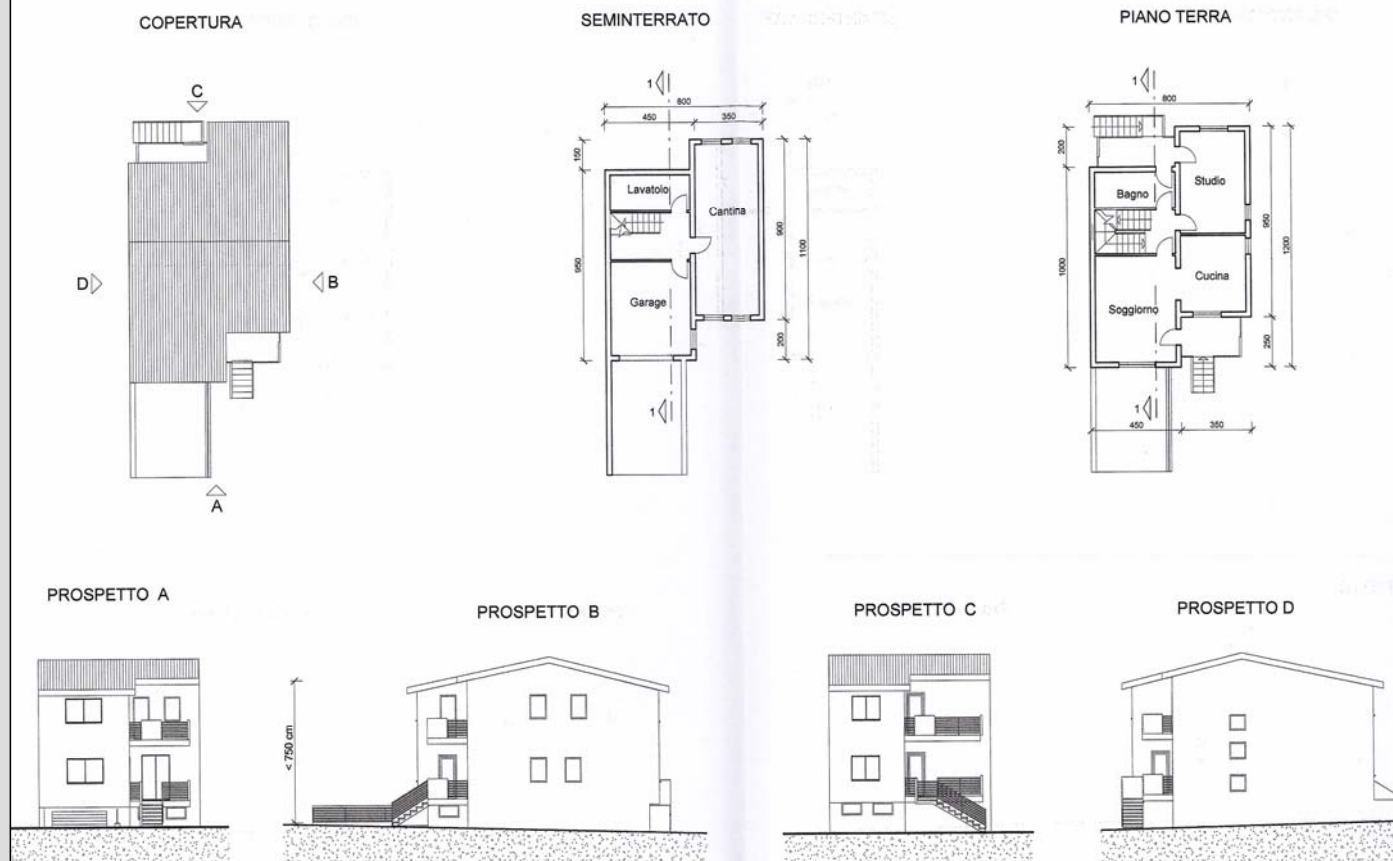 COPERTURA
C
D
B
A
SEMINTERRATO
1
800
450
350
150
950
900
1100
200
Lavatoio
Cantina
Garage
1
PIANO TERRA
1
800
200
1000
950
1200
250
Bagno
Studio
Cucina
Soggiorno
1
450
350
PROSPETTO A
PROSPETTO B
< 750 cm
PROSPETTO C
PROSPETTO D